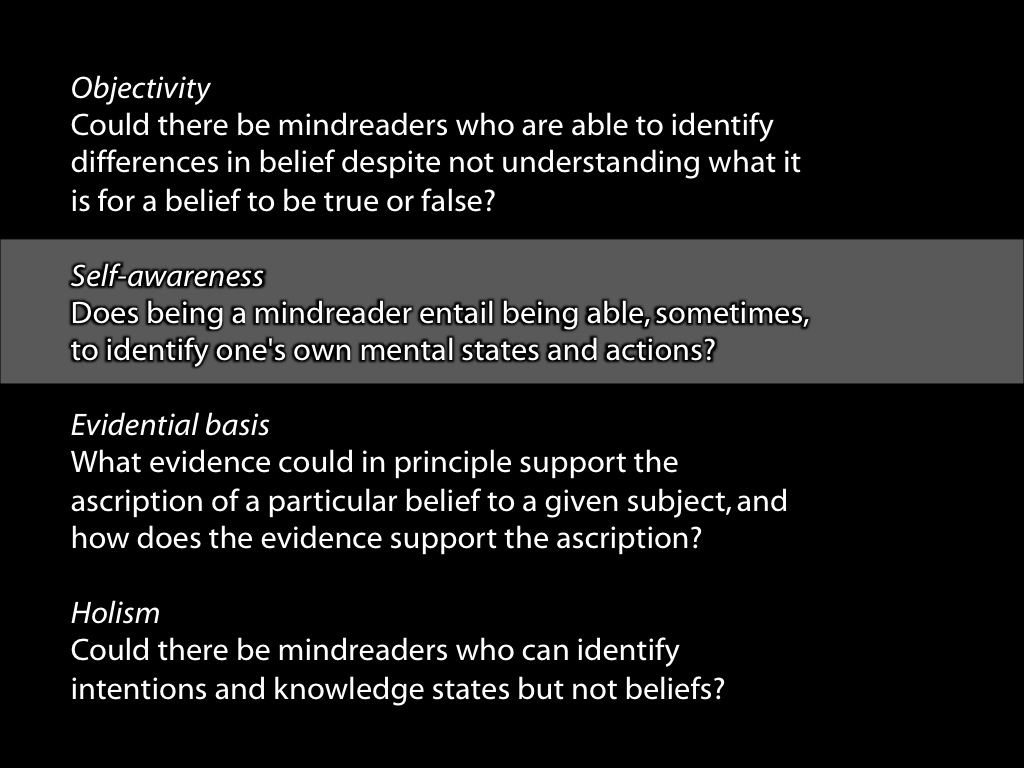 Objectivity
Could there be mindreaders who are able to identify
differences in belief despite not understanding what it
is for a belief to be true or false?
Self-awareness
Does being a mindreader entail being able, sometimes,
to identify one's own mental states and actions?
Evidential basis
What evidence could in principle support the
ascription of a particular belief to a given subject, and
how does the evidence support the ascription?
Holism
Could there be mindreaders who can identify
intentions and knowledge states but not beliefs?